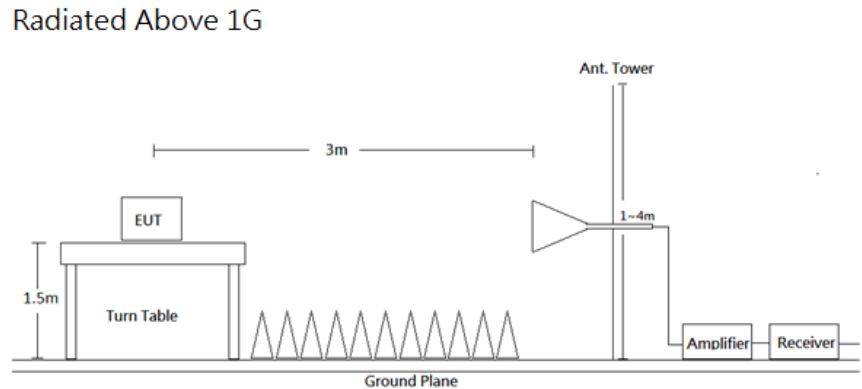 Radiated Above 1G
Ant. Tower
3m
EUT
1~4m
1.5m
Turn Table
Amplifier
Receiver
Ground Plane